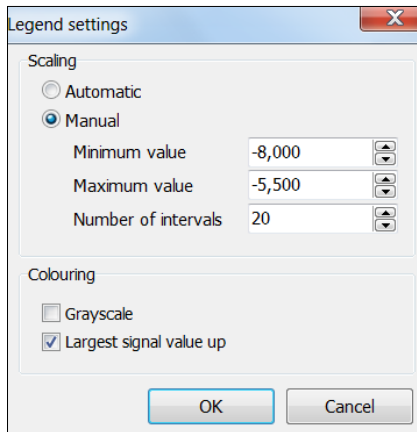 Legend settings
Scaling
Automatic
Manual
Minimum value -8,000
Maximum value -5,500
Number of intervals 20
Colouring
Grayscale
Largest signal value up
OK Cancel